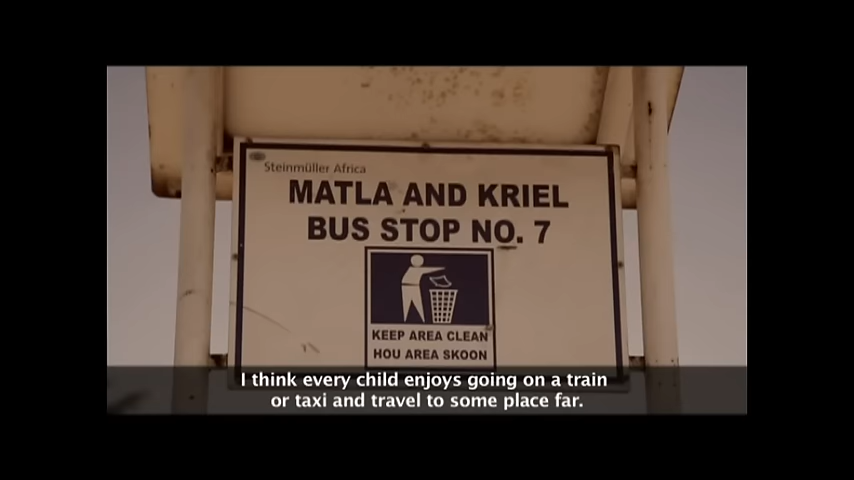 Steinmüller Africa
MATLA AND KRIEL
BUS STOP NO. 7
KEEP AREA CLEAN
HOU AREA SKOON
I think every child enjoys going on a train
or taxi and travel to some place far.